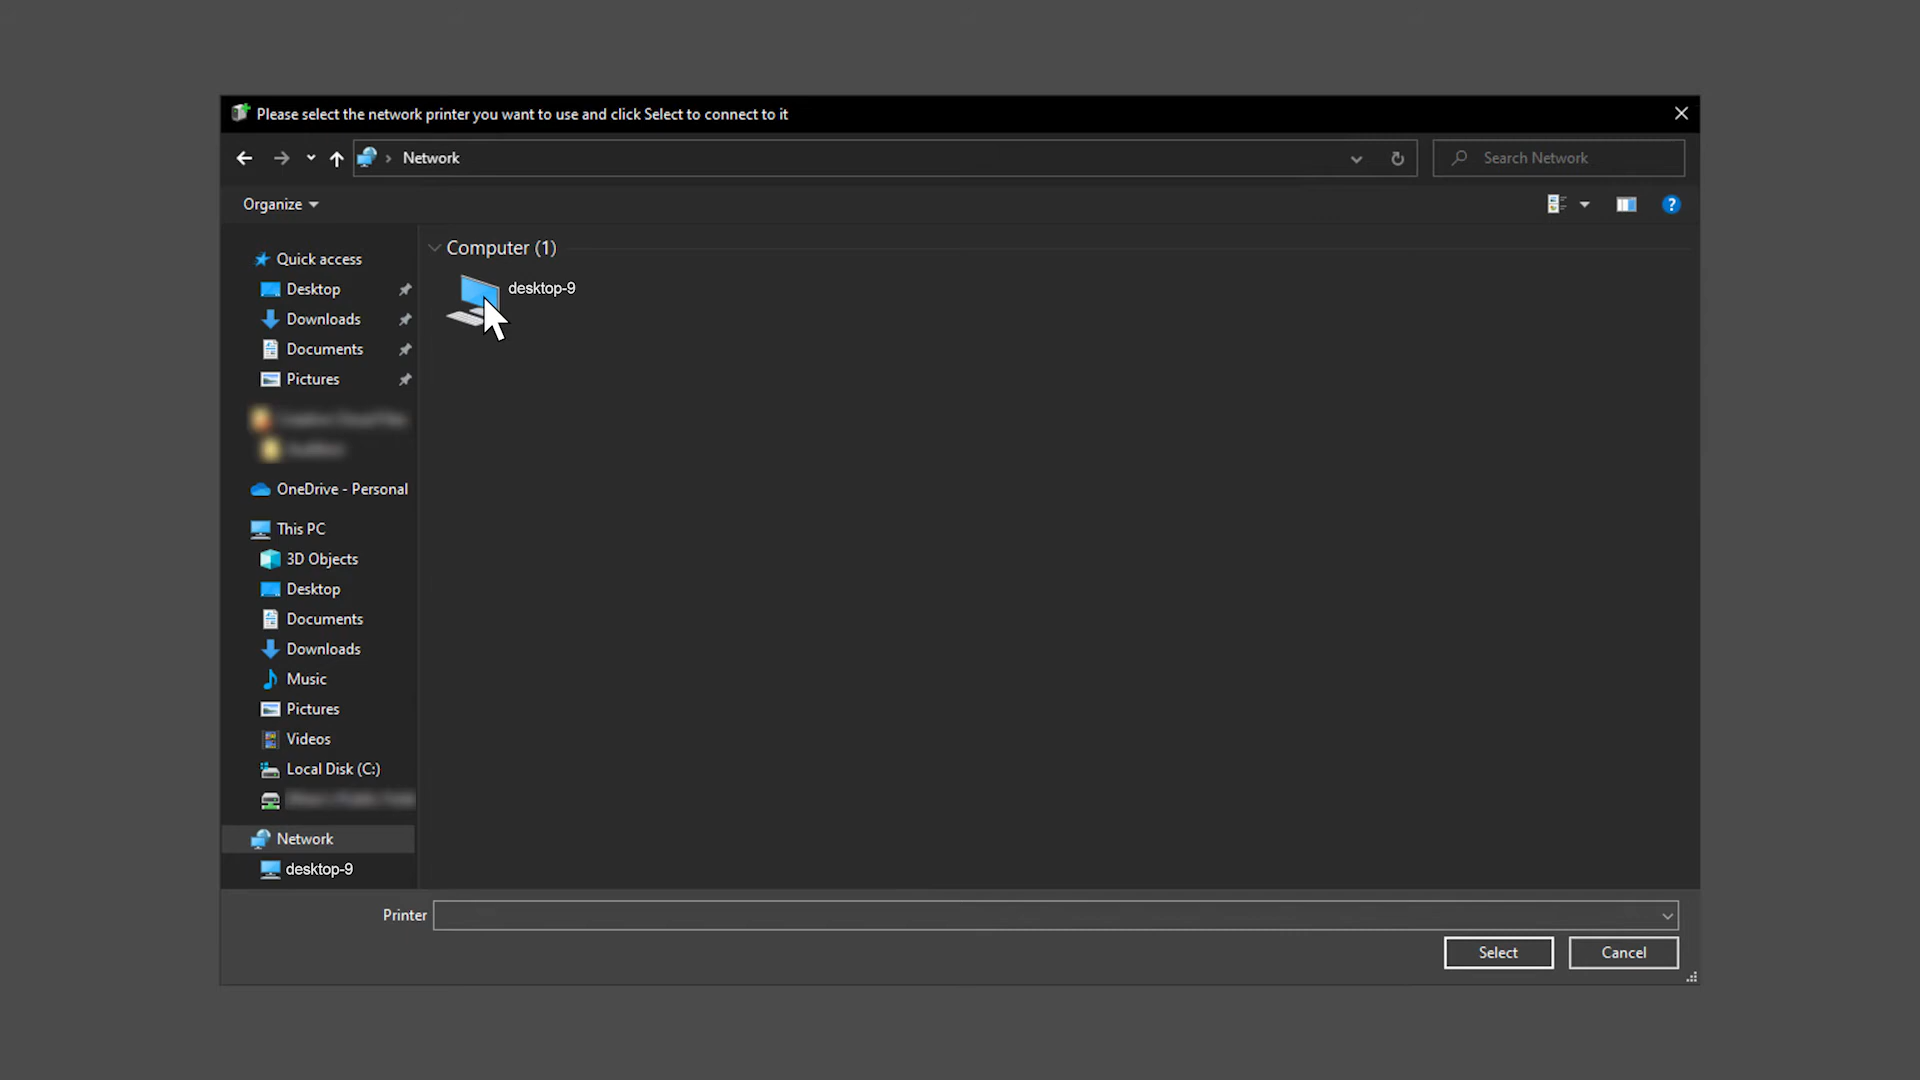 Please select the network printer you want to use and click Select to connect to it
Network
Search Network
Organize
Computer (1)
desktop-9
Quick access
Desktop
Downloads
Documents
Pictures
OneDrive - Personal
This PC
3D Objects
Desktop
Documents
Downloads
Music
Pictures
Videos
Local Disk (C:)
Network
desktop-9
Printer
Select
Cancel